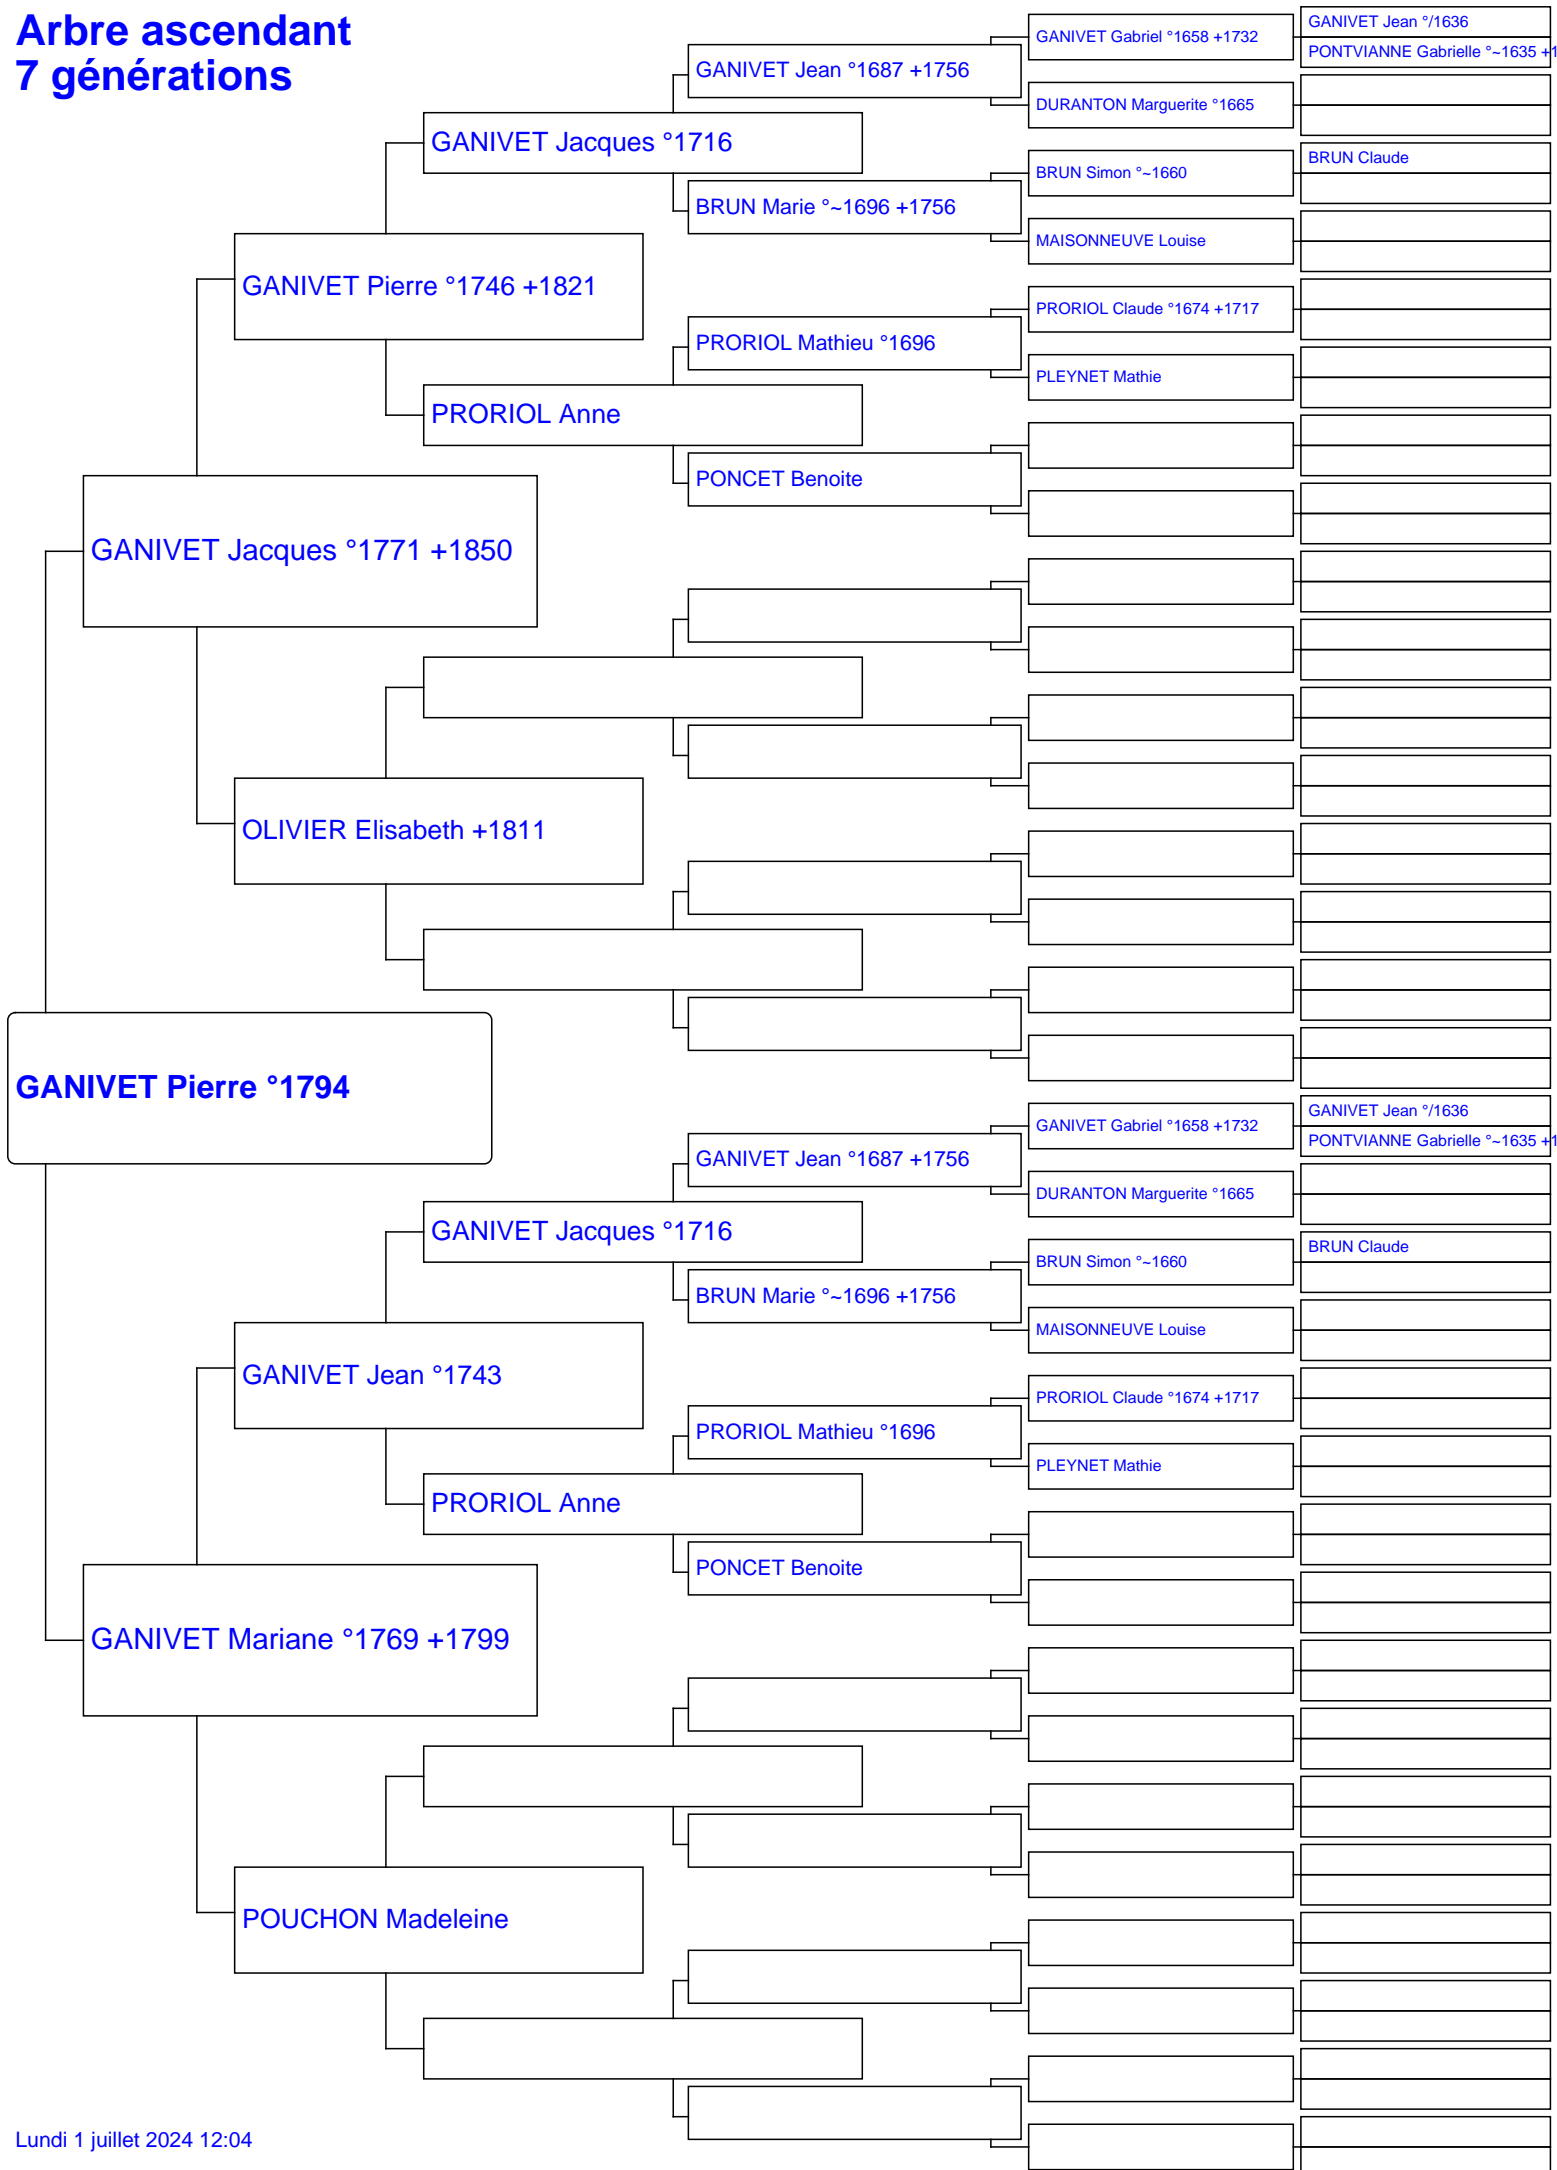 Arbre ascendant
7 générations
GANIVET Jean °/1636
GANIVET Gabriel °1658 +1732
PONTVIANNE Gabrielle °~1635 +1
GANIVET Jean °1687 +1756
DURANTON Marguerite °1665
GANIVET Jacques °1716
BRUN Claude
BRUN Simon °~1660
BRUN Marie °~1696 +1756
MAISONNEUVE Louise
GANIVET Pierre °1746 +1821
PRORIOL Claude °1674 +1717
PRORIOL Mathieu °1696
PLEYNET Mathie
PRORIOL Anne
PONCET Benoite
GANIVET Jacques °1771 +1850
OLIVIER Elisabeth +1811
GANIVET Pierre °1794
GANIVET Jean °/1636
GANIVET Gabriel °1658 +1732
PONTVIANNE Gabrielle °~1635 +1
GANIVET Jean °1687 +1756
DURANTON Marguerite °1665
GANIVET Jacques °1716
BRUN Claude
BRUN Simon °~1660
BRUN Marie °~1696 +1756
MAISONNEUVE Louise
GANIVET Jean °1743
PRORIOL Claude °1674 +1717
PRORIOL Mathieu °1696
PLEYNET Mathie
PRORIOL Anne
PONCET Benoite
GANIVET Mariane °1769 +1799
POUCHON Madeleine
Lundi 1 juillet 2024 12:04